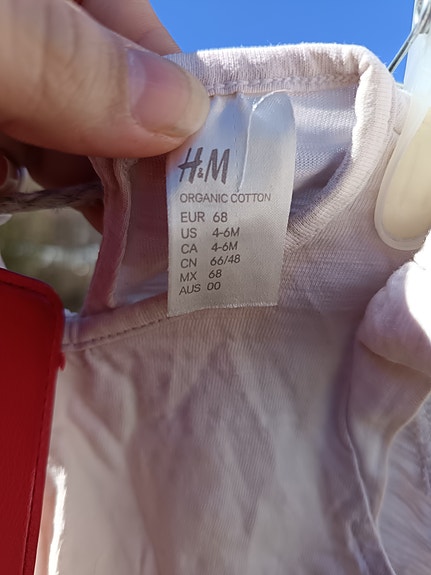 H&M
ORGANIC COTTON
EUR 68
US 4-6M
CA 4-6M
CN 66/48
MX 68
AUS 00